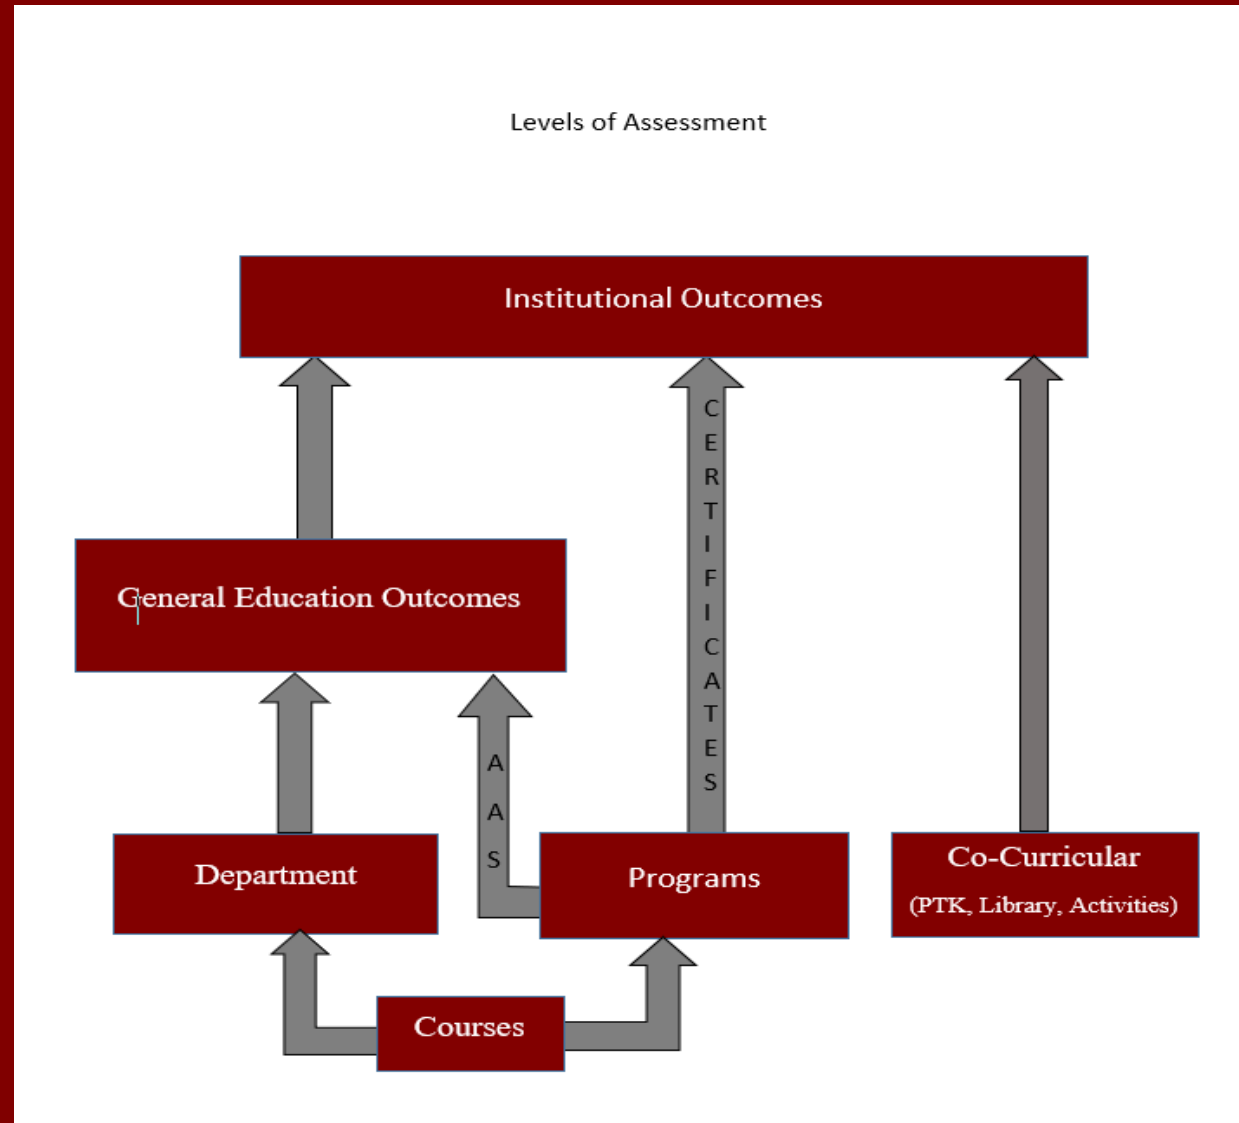 Levels of Assessment
Institutional Outcomes
CERTIFICATES
General Education Outcomes
AAS
Department
Programs
Co-Curricular
(PTK, Library, Activities)
Courses